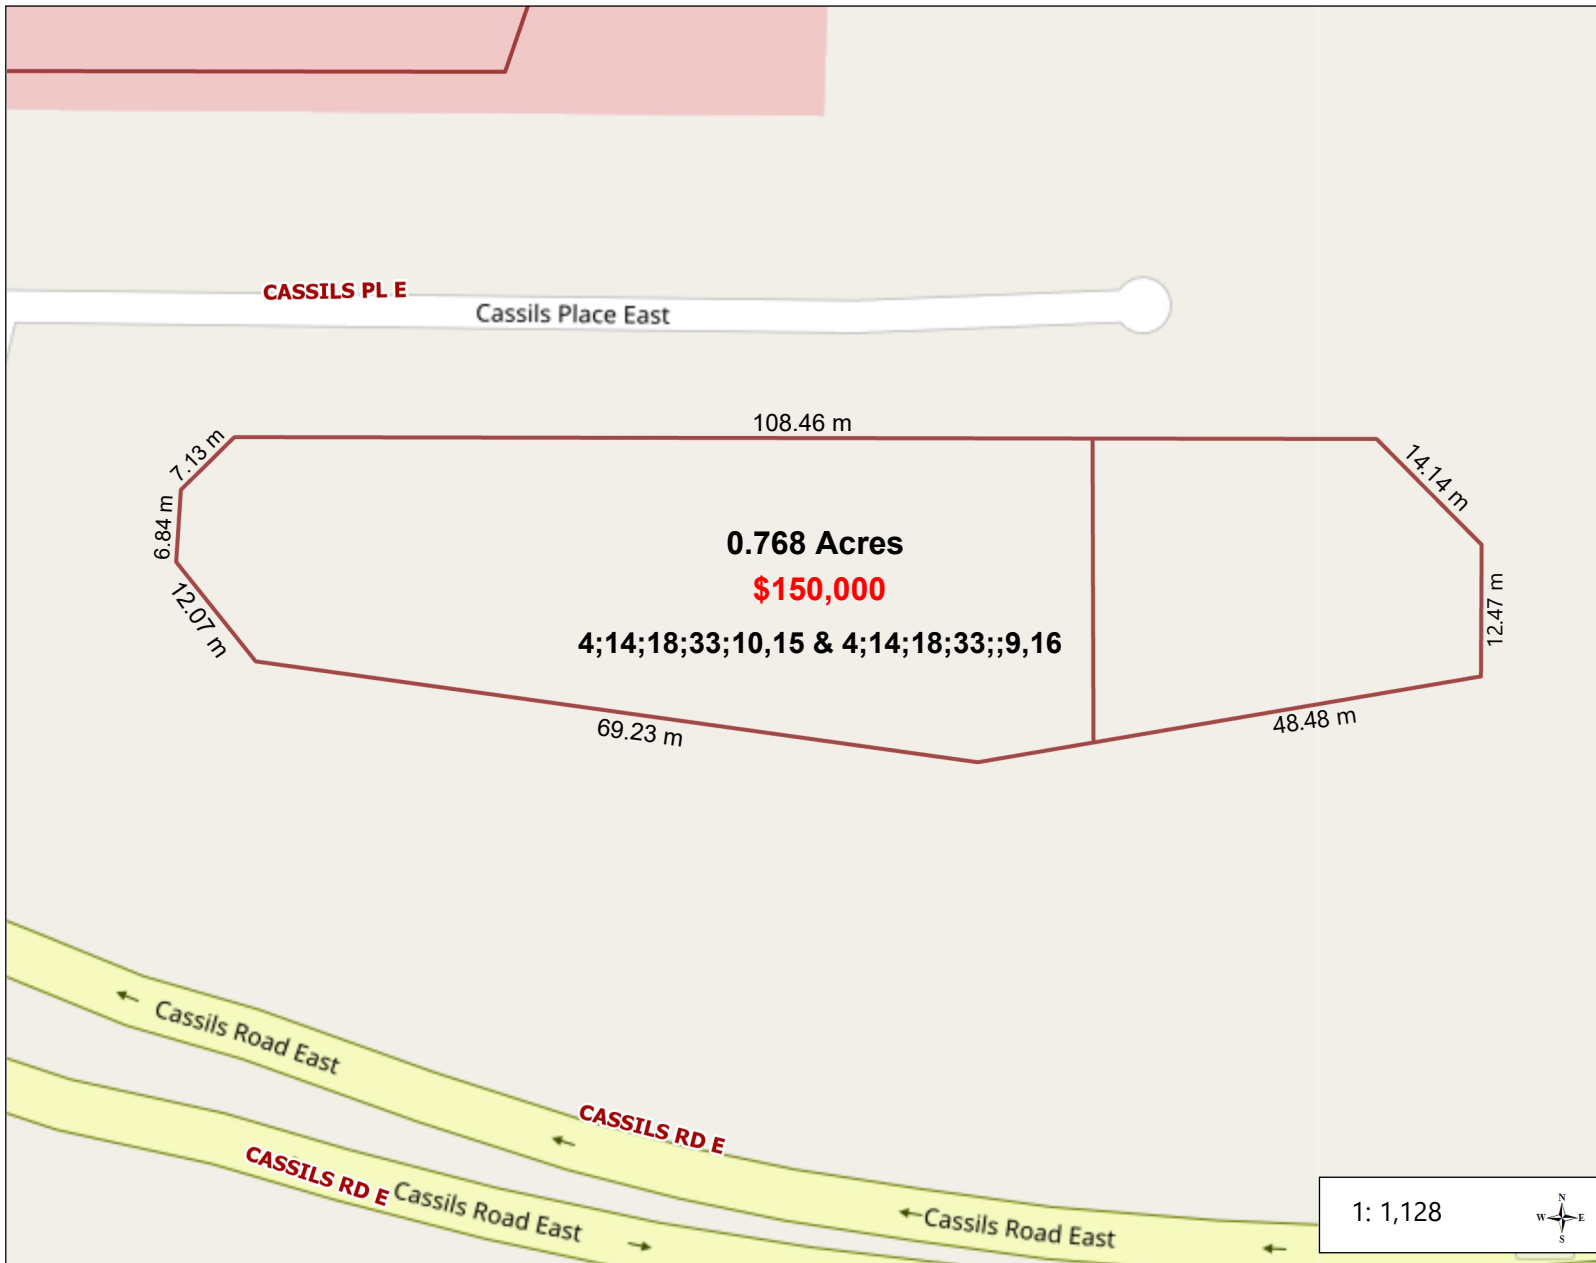 CASSILS PL E
Cassils Place East
108.46 m
7.13 m
14.14 m
6.84 m
0.768 Acres
$150,000
12.47 m
12.07 m
4;14;18;33;10,15 & 4;14;18;33;;9,16
69.23 m
48.48 m
Cassils Road East
CASSILS RD E
CASSILS RD E
Cassils Road East
Cassils Road East
1: 1,128
N
W E
S